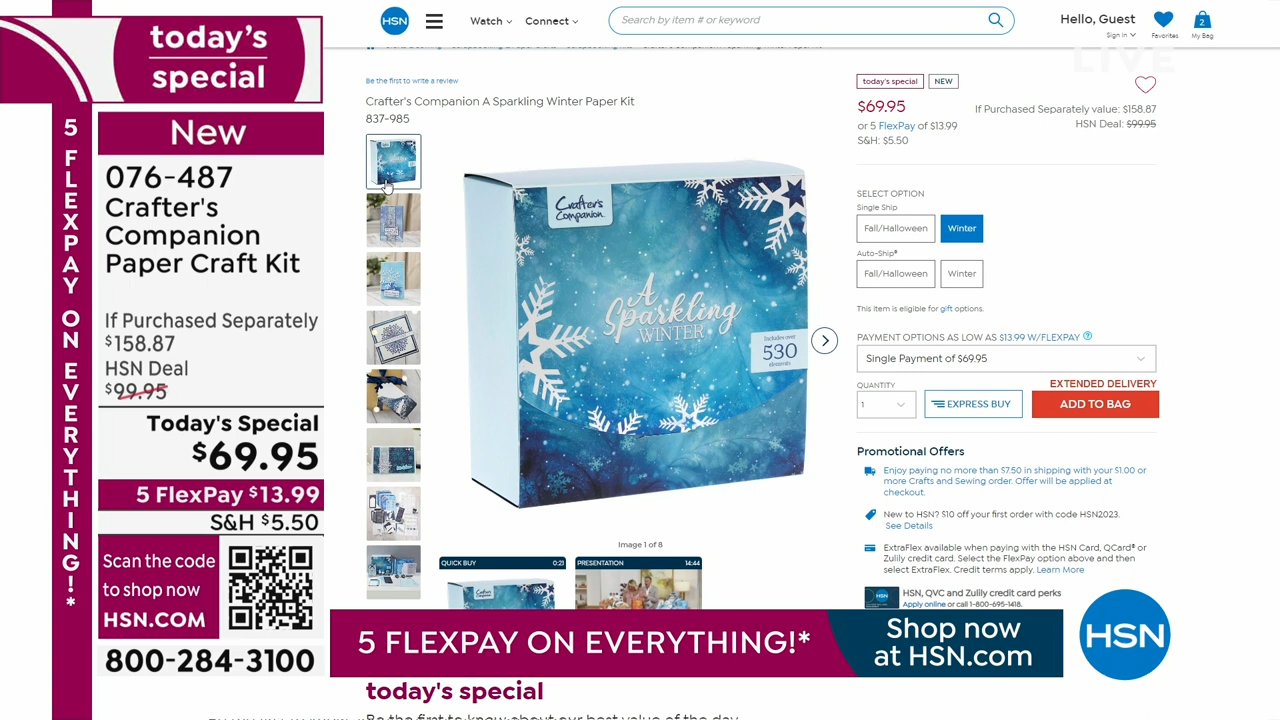 today's
special
5 FLEXPAY ON EVERYTHING!*
New
076-487
Crafter's
Companion
Paper Craft Kit
If Purchased Separately
$158.87
HSN Deal
$99.95
Today's Special
$69.95
5 FlexPay $13.99
S&H $5.50
Scan the code
to shop now
HSN.COM
800-284-3100
HSN
Watch
Connect
Search by item # or keyword
Hello, Guest
Sign In
Favorites
2
My Bag
LIVE
Be the first to write a review
Crafter's Companion A Sparkling Winter Paper Kit
837-985
Crafter's
Companion
A
Sparkling
WINTER
Includes over
530
elements
Image 1 of 8
QUICK BUY 0:21
PRESENTATION 14:44
today's special NEW
$69.95
If Purchased Separately value: $158.87
or 5 FlexPay of $13.99
HSN Deal: $99.95
S&H: $5.50
SELECT OPTION
Single Ship
Fall/Halloween Winter
Auto-Ship®
Fall/Halloween Winter
This item is eligible for gift options.
PAYMENT OPTIONS AS LOW AS $13.99 W/FLEXPAY
Single Payment of $69.95
QUANTITY
EXTENDED DELIVERY
1
EXPRESS BUY
ADD TO BAG
Promotional Offers
Enjoy paying no more than $7.50 in shipping with your $1.00 or
more Crafts and Sewing order. Offer will be applied at
checkout.
New to HSN? $10 off your first order with code HSN2023.
See Details
ExtraFlex available when paying with the HSN Card, QCard® or
Zulily credit card. Select the FlexPay option above and then
select ExtraFlex. Credit terms apply. Learn More
HSN, QVC and Zulily credit card perks
Apply online or call 1-800-695-1418.
5 FLEXPAY ON EVERYTHING!*
Shop now
at HSN.com
HSN
today's special
Be the first to know about our best value of the day